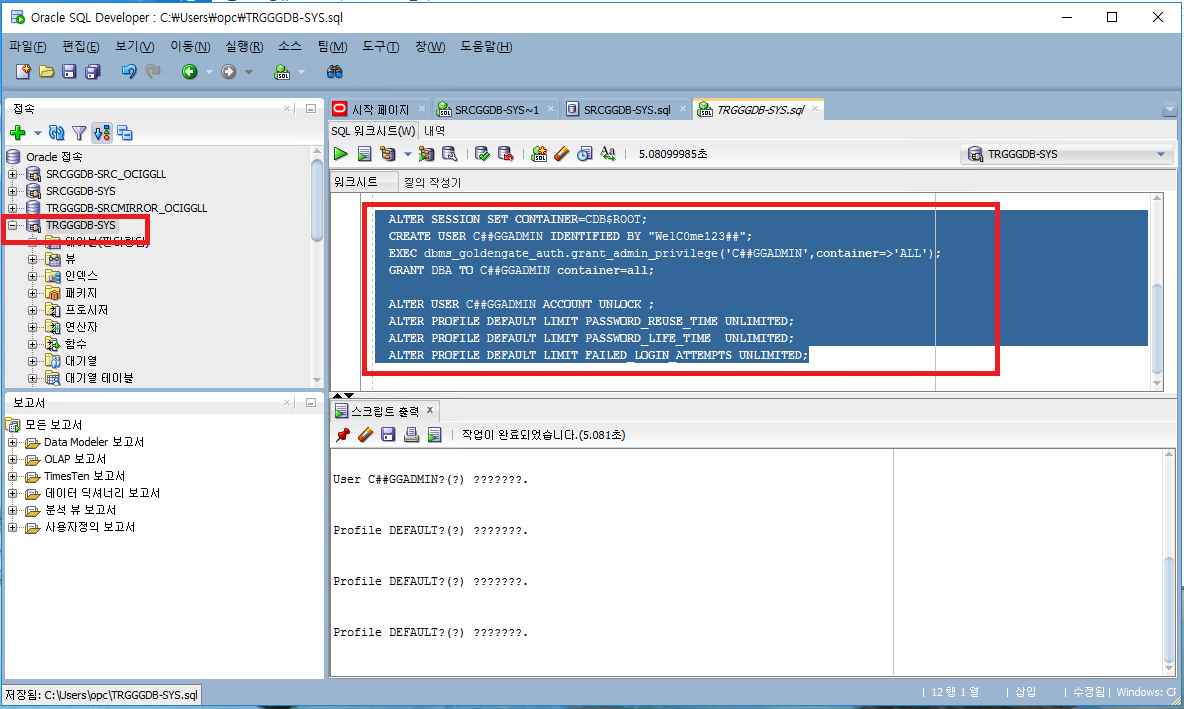 Oracle SQL Developer : C:₩Users₩opc₩TRGGGDB-SYS.sql
파일(F) 편집(E) 보기(V) 이동(N) 실행(R) 소스 팀(M) 도구(T) 창(W) 도움말(H)
접속
Oracle 접속
SRCGGDB-SRC_OCIGGLL
SRCGGDB-SYS
TRGGGDB-SRCMIRROR_OCIGGLL
TRGGGDB-SYS
뷰
인덱스
패키지
프로시저
연산자
함수
대기열
대기열 테이블
보고서
모든 보고서
Data Modeler 보고서
OLAP 보고서
TimesTen 보고서
데이터 딕셔너리 보고서
분석 뷰 보고서
사용자정의 보고서
시작 페이지 SRCGGDB-SYS~1 SRCGGDB-SYS.sql TRGGGDB-SYS.sql
SQL 워크시트(W) 내역
5.08099985초 TRGGGDB-SYS
워크시트 질의 작성기
ALTER SESSION SET CONTAINER=CDB$ROOT;
CREATE USER C##GGADMIN IDENTIFIED BY "WelC0me123##";
EXEC dbms_goldengate_auth.grant_admin_privilege('C##GGADMIN',container=>'ALL');
GRANT DBA TO C##GGADMIN container=all;
ALTER USER C##GGADMIN ACCOUNT UNLOCK ;
ALTER PROFILE DEFAULT LIMIT PASSWORD_REUSE_TIME UNLIMITED;
ALTER PROFILE DEFAULT LIMIT PASSWORD_LIFE_TIME  UNLIMITED;
ALTER PROFILE DEFAULT LIMIT FAILED_LOGIN_ATTEMPTS UNLIMITED;
스크립트 출력 x
작업이 완료되었습니다.(5.081초)
User C##GGADMIN?(?) ???????.
Profile DEFAULT?(?) ???????.
Profile DEFAULT?(?) ???????.
Profile DEFAULT?(?) ???????.
저장됨: C:\Users\opc\TRGGGDB-SYS.sql
12 행 1 열 삽입 수정됨 Windows: CF